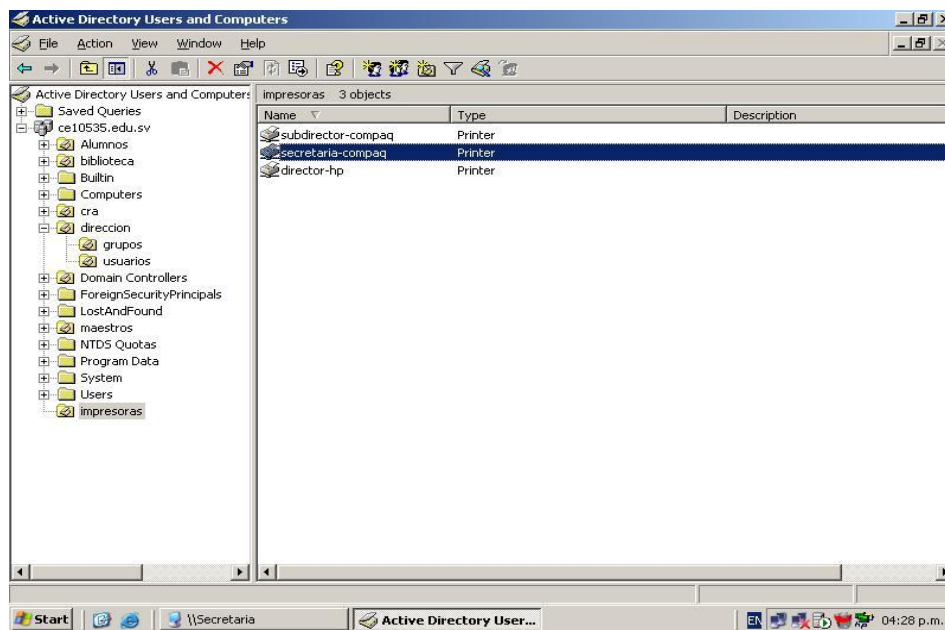 Active Directory Users and Computers
File Action View Window Help
Active Directory Users and Computers
Saved Queries
ce10535.edu.sv
Alumnos
biblioteca
Builtin
Computers
cra
direccion
grupos
usuarios
Domain Controllers
ForeignSecurityPrincipals
LostAndFound
maestros
NTDS Quotas
Program Data
System
Users
impresoras
impresoras 3 objects
Name Type Description
subdirector-compaq Printer
secretaria-compaq Printer
director-hp Printer
Start \\Secretaria Active Directory User... EN 04:28 p.m.